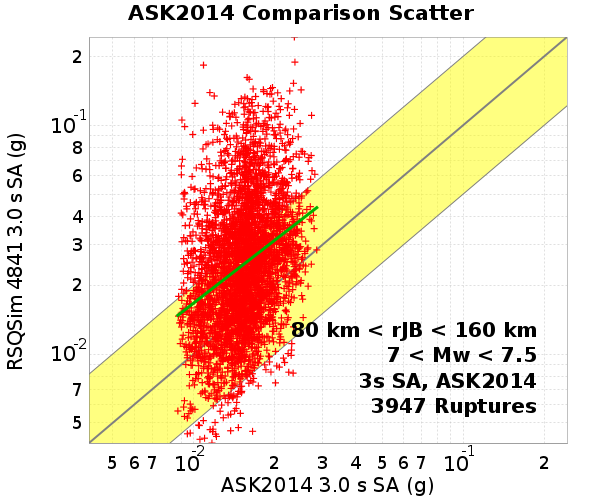 ASK2014 Comparison Scatter
RSQSim 4841 3.0 s SA (g)
2
10-1
8
6
4
3
2
10-2
7
5
80 km < rJB < 160 km
7 < Mw < 7.5
3s SA, ASK2014
3947 Ruptures
5 6 7 10-2 2 3 4 5 6 7 10-1 2
ASK2014 3.0 s SA (g)